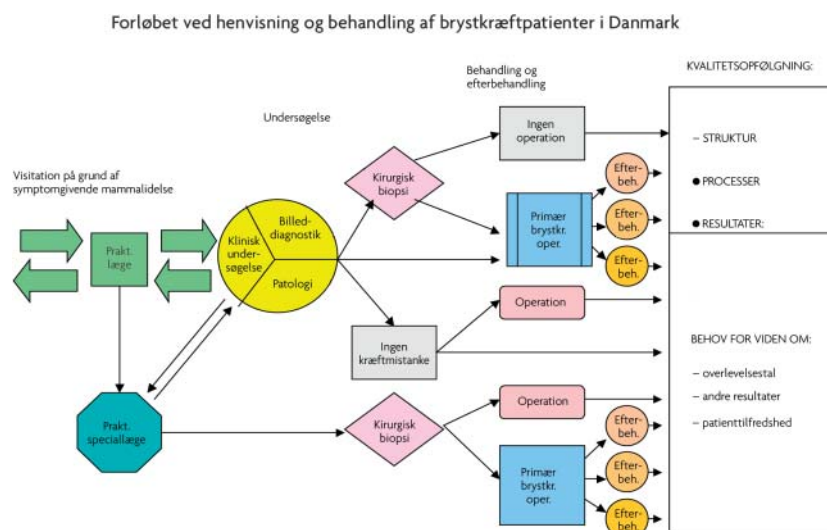 Forløbet ved henvisning og behandling af brystkræftpatienter i Danmark
KVALITETSOPFØLGNING:
Behandling og
efterbehandling
Undersøgelse
Ingen
operation
– STRUKTUR
Visitation på grund af
symptomgivende mammalidelse
Kirurgisk
biopsi
Efter-
beh.
● PROCESSER
Billed-
diagnostik
Klinisk
under-
søgelse
Patologi
Primær
brystkr.
oper.
Efter-
beh.
● RESULTATER:
Prakt.
læge
Efter-
beh.
Operation
Ingen
kræftmistanke
BEHOV FOR VIDEN OM:
– overlevelsestal
Operation
– andre resultater
Prakt.
speciallæge
Kirurgisk
biopsi
Efter-
beh.
– patienttilfredshed
Primær
brystkr.
oper.
Efter-
beh.
Efter-
beh.